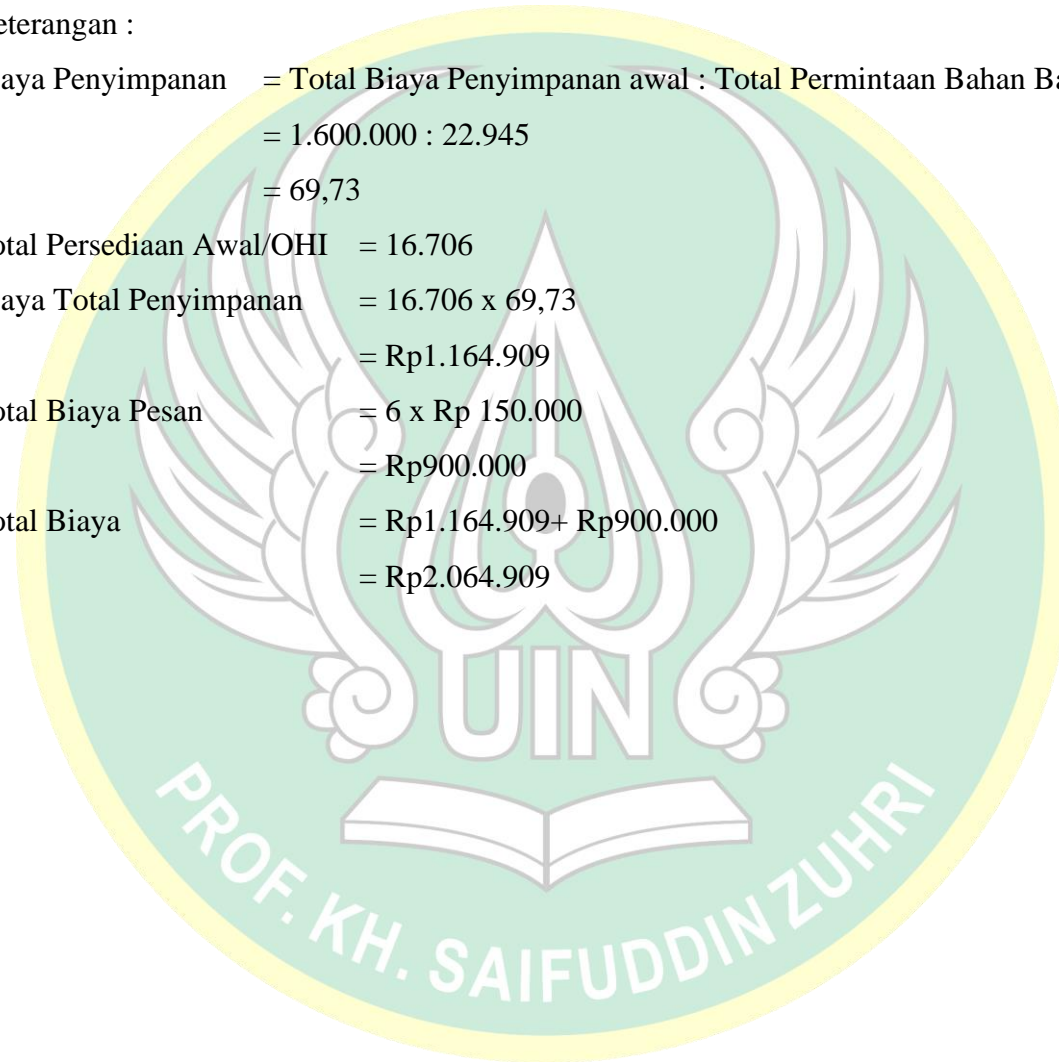 eterangan :
aya Penyimpanan = Total Biaya Penyimpanan awal : Total Permintaan Bahan Ba
= 1.600.000 : 22.945
= 69,73
otal Persediaan Awal/OHI = 16.706
aya Total Penyimpanan = 16.706 x 69,73
= Rp1.164.909
otal Biaya Pesan = 6 x Rp 150.000
= Rp900.000
otal Biaya = Rp1.164.909+ Rp900.000
= Rp2.064.909
UIN
PROF. KH. SAIFUDDIN ZUHRI